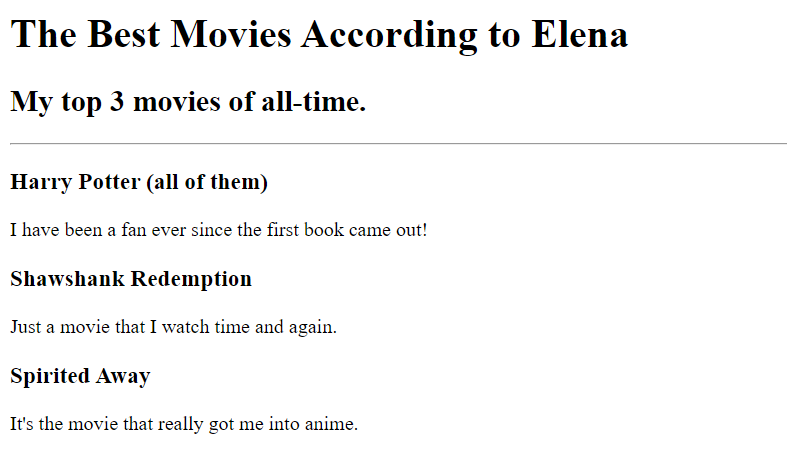 The Best Movies According to Elena
My top 3 movies of all-time.
Harry Potter (all of them)
I have been a fan ever since the first book came out!
Shawshank Redemption
Just a movie that I watch time and again.
Spirited Away
It's the movie that really got me into anime.